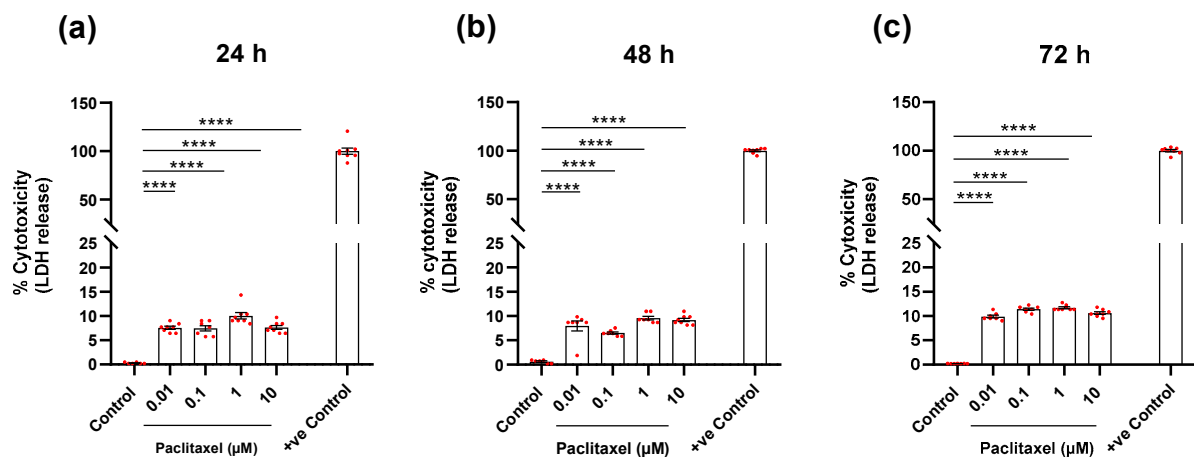 (a)
24 h
% Cytotoxicity
(LDH release)
150
100
50
25
20
15
10
5
0
****
****
****
****
Control
0.01
0.1
1
10
+ve Control
Paclitaxel (µM)
(b)
48 h
% cytotoxicity
(LDH release)
150
100
50
25
20
15
10
5
0
****
****
****
****
Control
0.01
0.1
1
10
+ve Control
Paclitaxel (µM)
(c)
72 h
% Cytoxicity
(LDH release)
150
100
50
25
20
15
10
5
0
****
****
****
****
Control
0.01
0.1
1
10
+ve Control
Paclitaxel (µM)